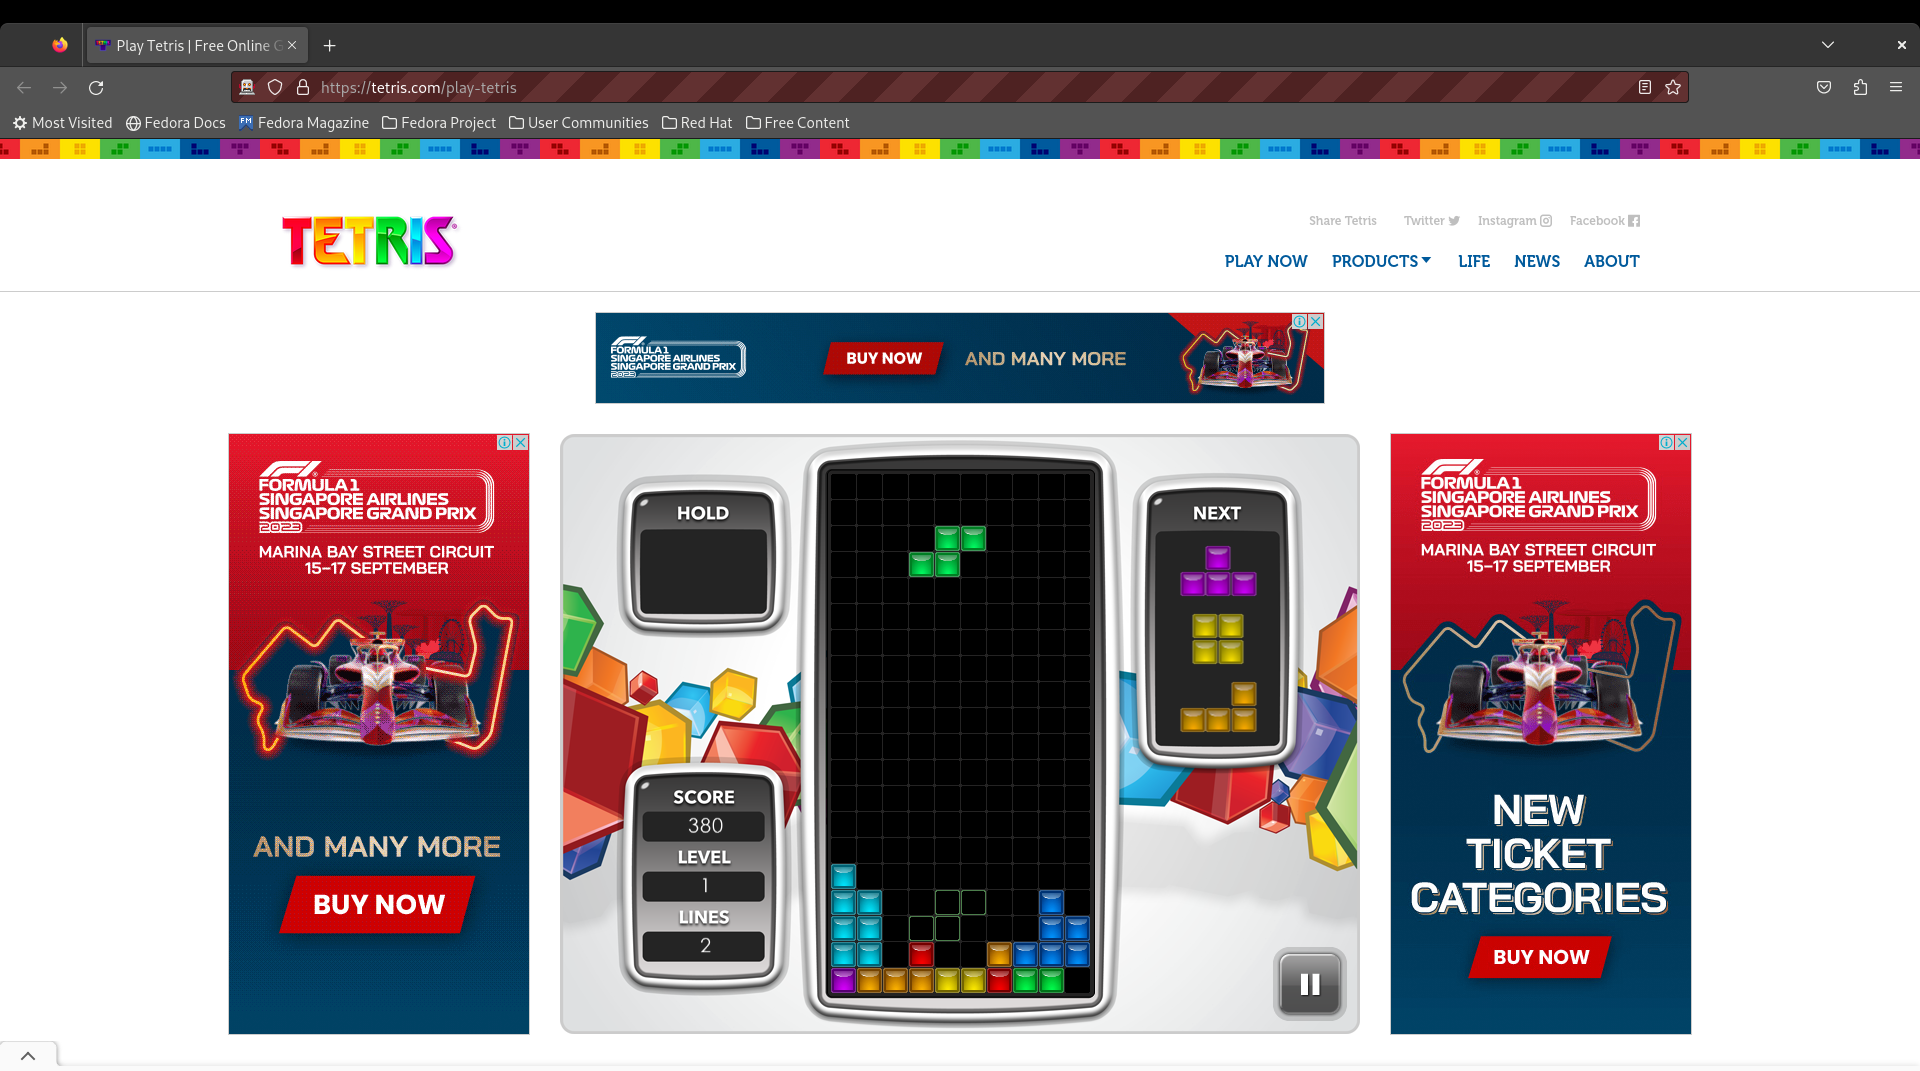 Play Tetris | Free Online G
https://tetris.com/play-tetris
Most Visited Fedora Docs Fedora Magazine Fedora Project User Communities Red Hat Free Content
TETRIS
Share Tetris Twitter Instagram Facebook
PLAY NOW PRODUCTS LIFE NEWS ABOUT
FORMULA 1
SINGAPORE AIRLINES
SINGAPORE GRAND PRIX
2023
BUY NOW AND MANY MORE
FORMULA 1
SINGAPORE AIRLINES
SINGAPORE GRAND PRIX
2023
MARINA BAY STREET CIRCUIT
15–17 SEPTEMBER
AND MANY MORE
BUY NOW
HOLD
SCORE
380
LEVEL
1
LINES
2
NEXT
FORMULA 1
SINGAPORE AIRLINES
SINGAPORE GRAND PRIX
2023
MARINA BAY STREET CIRCUIT
15–17 SEPTEMBER
NEW
TICKET
CATEGORIES
BUY NOW